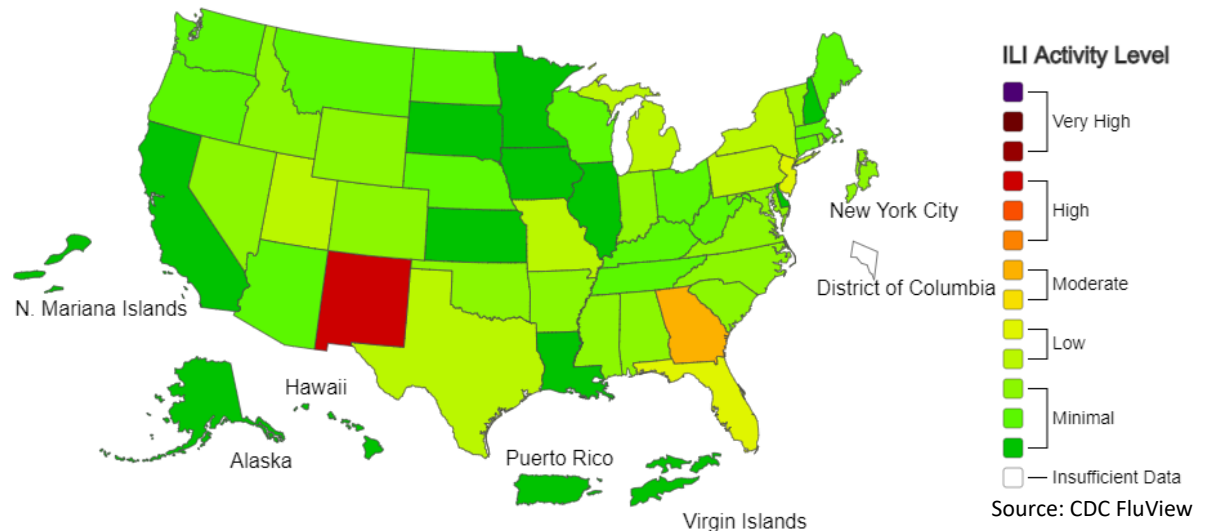 ILI Activity Level
Very High
High
New York City
District of Columbia
Moderate
N. Mariana Islands
Low
Hawaii
Minimal
Alaska
Puerto Rico
Insufficient Data
Source: CDC FluView
Virgin Islands